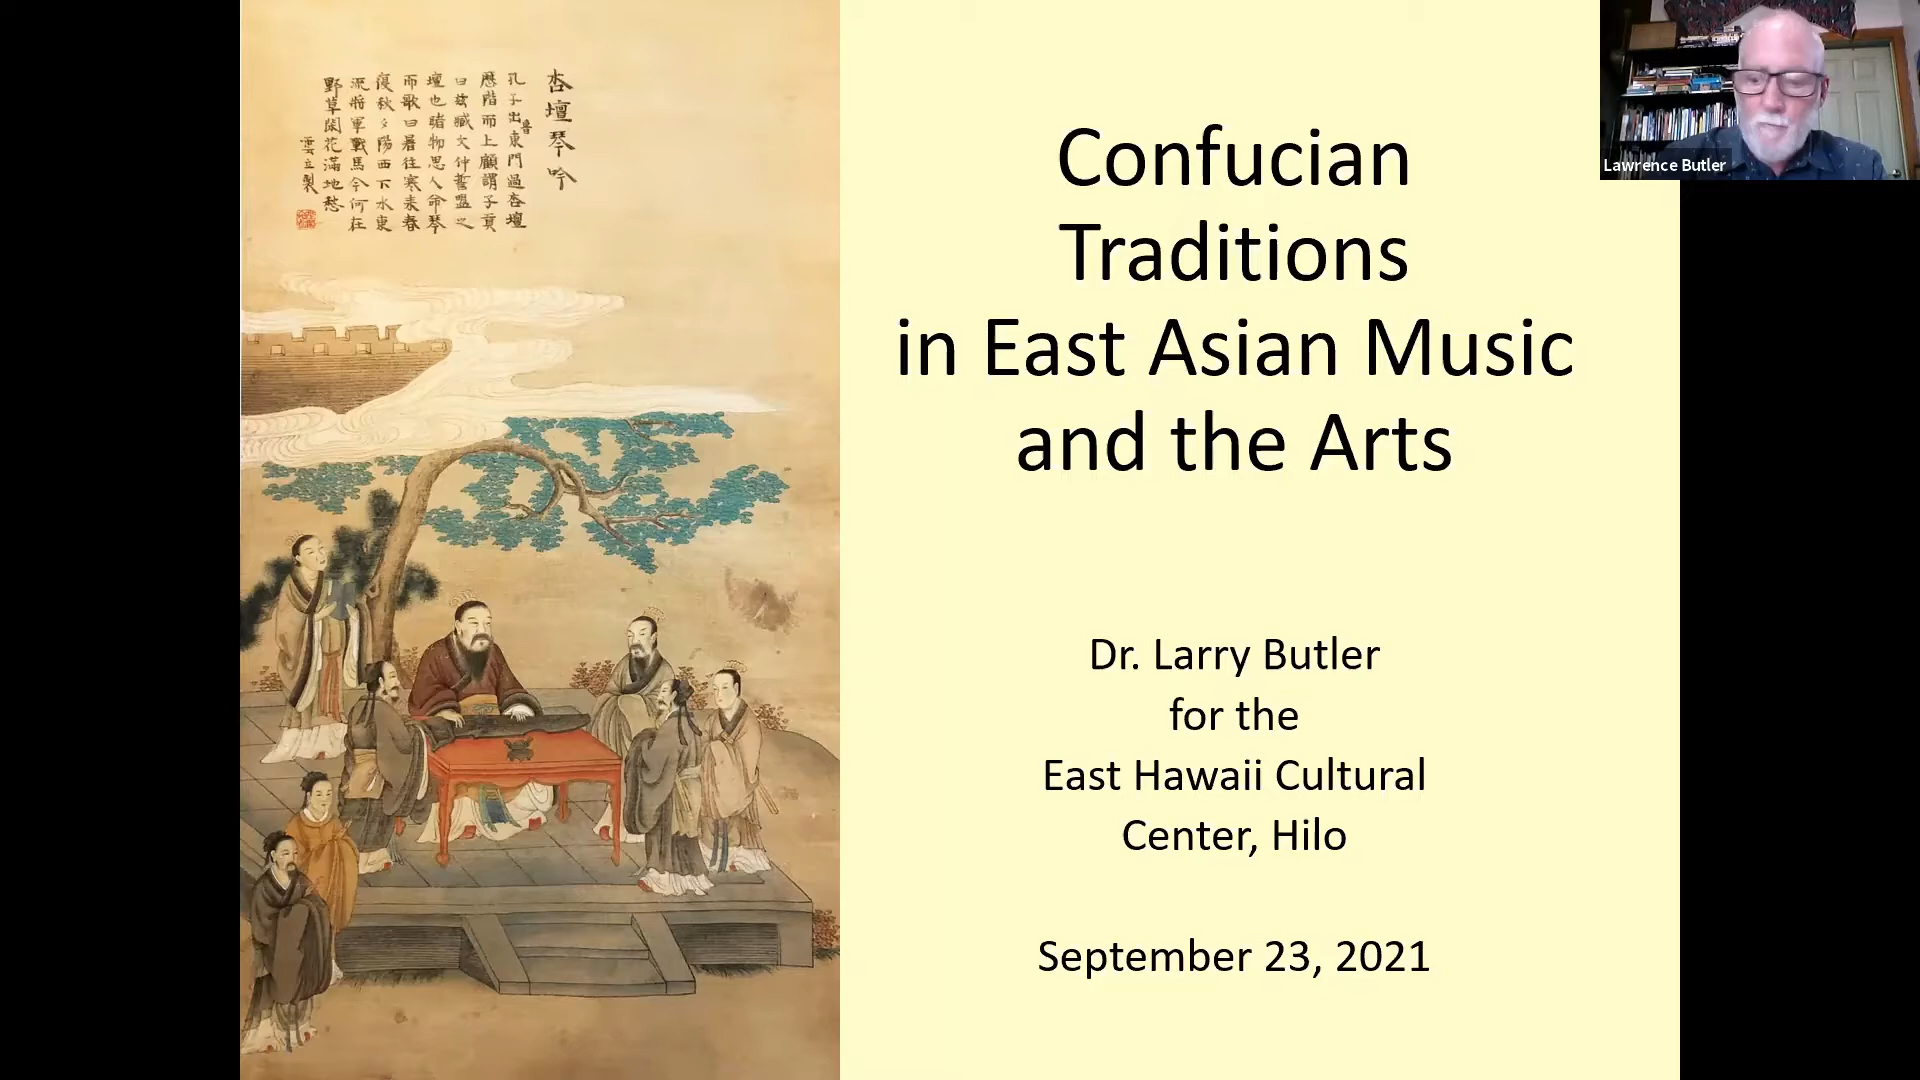 杏壇琴吟
孔子出魯東門過杏壇
歷階而上顧謂子貢
曰茲臧文仲誓盟之
壇也睹物思人命琴
而歌曰暑往寒來春
復秋夕陽西下水東
流將軍戰馬今何在
野草閑花滿地愁
雲立製
Confucian
Traditions
in East Asian Music
and the Arts
Dr. Larry Butler
for the
East Hawaii Cultural
Center, Hilo
September 23, 2021
Lawrence Butler